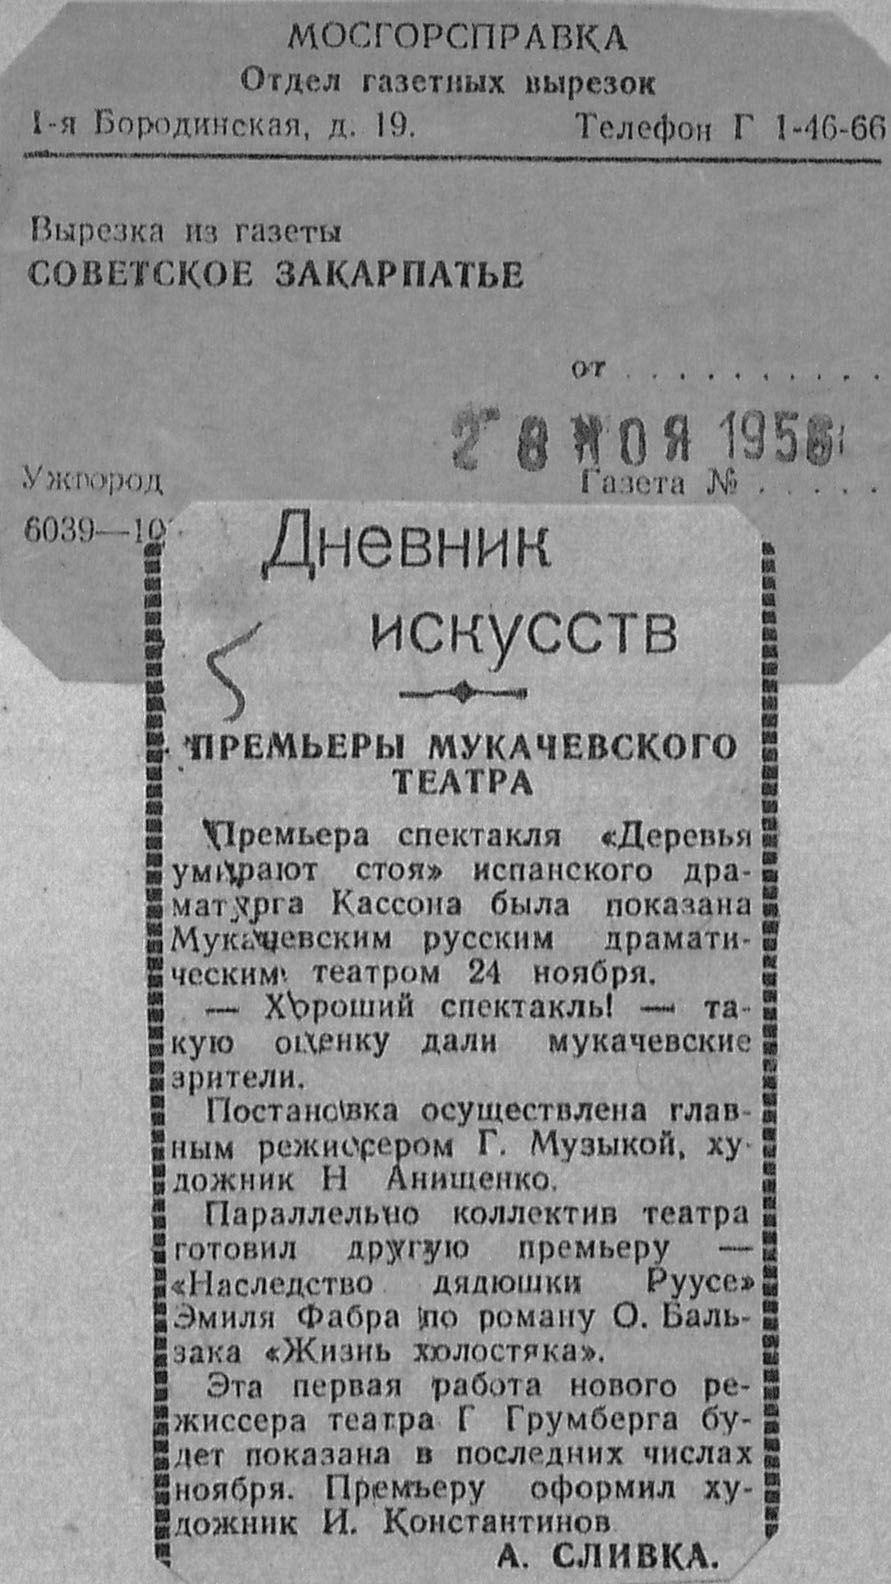 МОСГОРСПРАВКА
Отдел газетных вырезок
1-я Бородинская, д. 19. Телефон Г 1-46-66
Вырезка из газеты
СОВЕТСКОЕ ЗАКАРПАТЬЕ
от . . . . . . . . . .
28 НОЯ 1956
Ужгород Газета № . . . . .
6039—10
Дневник
искусств
ПРЕМЬЕРЫ МУКАЧЕВСКОГО
ТЕАТРА
Премьера спектакля «Деревья
умирают стоя» испанского дра-
матурга Кассона была показана
Мукачевским русским драмати-
ческим театром 24 ноября.
— Хороший спектакль! — та-
кую оценку дали мукачевские
зрители.
Постановка осуществлена глав-
ным режиссером Г. Музыкой, ху-
дожник Н Анищенко.
Параллельно коллектив театра
готовил другую премьеру —
«Наследство дядюшки Руусе»
Эмиля Фабра по роману О. Баль-
зака «Жизнь холостяка».
Эта первая работа нового ре-
жиссера театра Г Грумберга бу-
дет показана в последних числах
ноября. Премьеру оформил ху-
дожник И. Константинов
А. СЛИВКА.